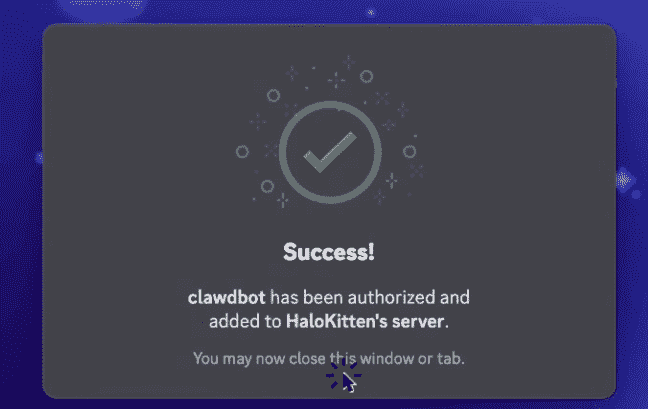 Success!
clawdbot has been authorized and
added to HaloKitten's server.
You may now close this window or tab.